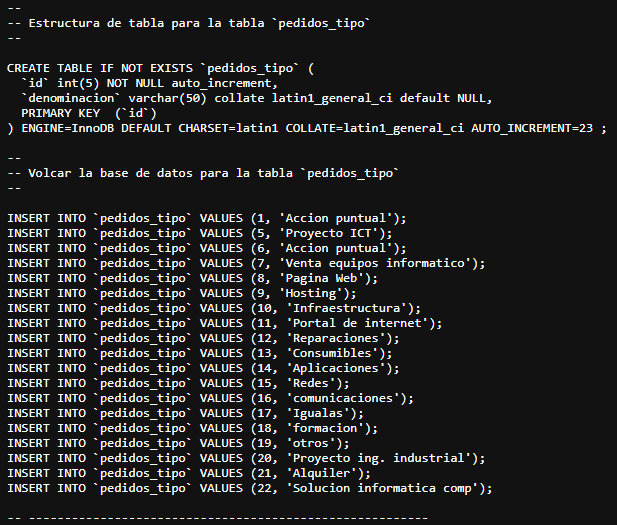 --
-- Estructura de tabla para la tabla `pedidos_tipo`
--
CREATE TABLE IF NOT EXISTS `pedidos_tipo` (
  `id` int(5) NOT NULL auto_increment,
  `denominacion` varchar(50) collate latin1_general_ci default NULL,
  PRIMARY KEY  (`id`)
) ENGINE=InnoDB DEFAULT CHARSET=latin1 COLLATE=latin1_general_ci AUTO_INCREMENT=23 ;
--
-- Volcar la base de datos para la tabla `pedidos_tipo`
--
INSERT INTO `pedidos_tipo` VALUES (1, 'Accion puntual');
INSERT INTO `pedidos_tipo` VALUES (5, 'Proyecto ICT');
INSERT INTO `pedidos_tipo` VALUES (6, 'Accion puntual');
INSERT INTO `pedidos_tipo` VALUES (7, 'Venta equipos informatico');
INSERT INTO `pedidos_tipo` VALUES (8, 'Pagina Web');
INSERT INTO `pedidos_tipo` VALUES (9, 'Hosting');
INSERT INTO `pedidos_tipo` VALUES (10, 'Infraestructura');
INSERT INTO `pedidos_tipo` VALUES (11, 'Portal de internet');
INSERT INTO `pedidos_tipo` VALUES (12, 'Reparaciones');
INSERT INTO `pedidos_tipo` VALUES (13, 'Consumibles');
INSERT INTO `pedidos_tipo` VALUES (14, 'Aplicaciones');
INSERT INTO `pedidos_tipo` VALUES (15, 'Redes');
INSERT INTO `pedidos_tipo` VALUES (16, 'comunicaciones');
INSERT INTO `pedidos_tipo` VALUES (17, 'Igualas');
INSERT INTO `pedidos_tipo` VALUES (18, 'formacion');
INSERT INTO `pedidos_tipo` VALUES (19, 'otros');
INSERT INTO `pedidos_tipo` VALUES (20, 'Proyecto ing. industrial');
INSERT INTO `pedidos_tipo` VALUES (21, 'Alquiler');
INSERT INTO `pedidos_tipo` VALUES (22, 'Solucion informatica comp');
-- --------------------------------------------------------